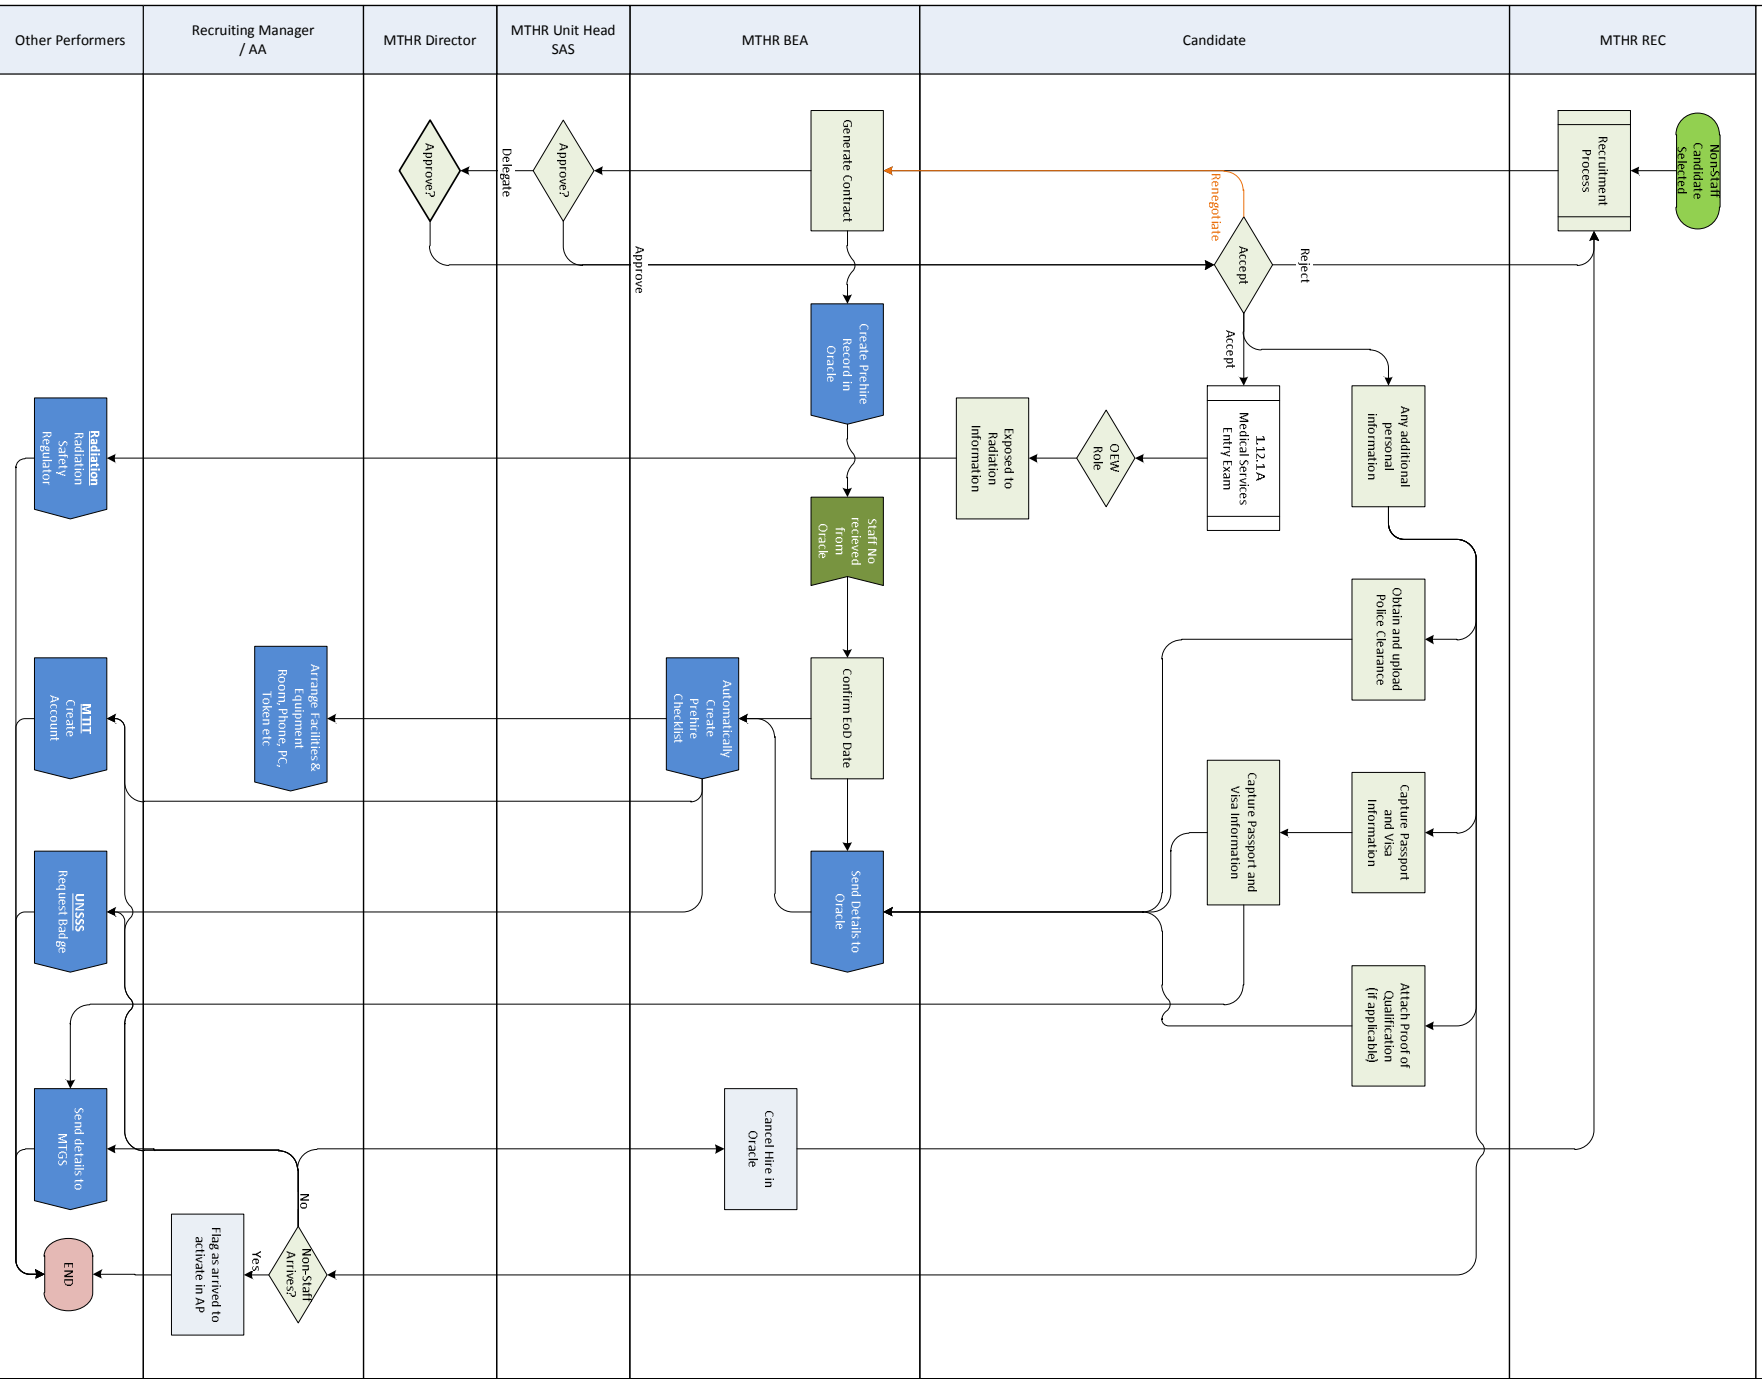 Other Performers
Recruiting Manager
/ AA
MTHR Director
MTHR Unit Head
SAS
MTHR BEA
Candidate
MTHR REC
Non-Staff
Candidate
Selected
Recruitment
Process
Generate Contract
Approve?
Delegate
Approve?
Approve
Renegotiate
Accept
Reject
Accept
Create Prehire
Record in
Oracle
Any additional
personal
information
1.12.1 A
Medical Services
Entry Exam
OEW
Role
Exposed to
Radiation
Information
Radiation
Radiation
Safety
Regulator
Staff No
recieved
from
Oracle
Obtain and upload
Police Clearance
Confirm EoD Date
Automatically
Create
Prehire
Checklist
Arrange Facilities &
Equipment
Room, Phone, PC,
Token etc
MTIT
Create
Account
Capture Passport
and Visa
Information
Capture Passport and
Visa Information
Send Details to
Oracle
UNSSS
Request Badge
Attach Proof of
Qualification
(if applicable)
Cancel Hire in
Oracle
Send details to
MTGS
No
Non-Staff
Arrives?
Yes
Flag as arrived to
activate in AP
END